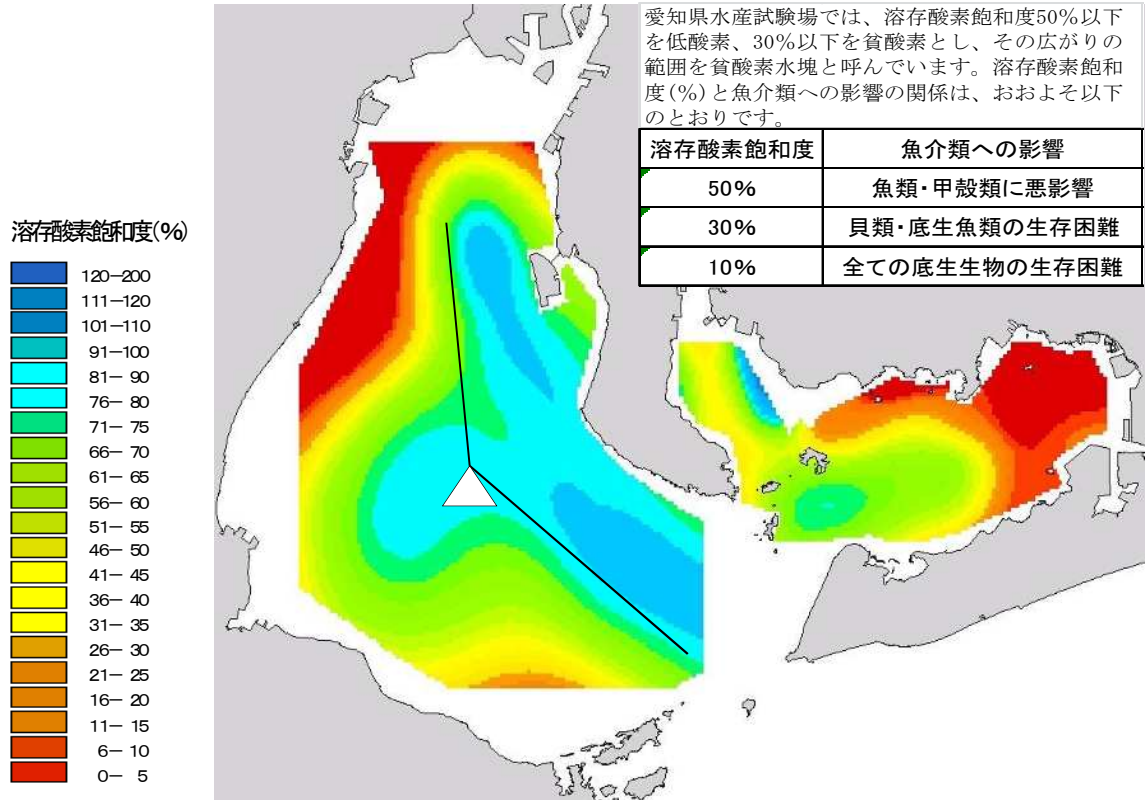 愛知県水産試験場では、溶存酸素飽和度50%以下
を低酸素、30%以下を貧酸素とし、その広がりの
範囲を貧酸素水塊と呼んでいます。溶存酸素飽和
度(%)と魚介類への影響の関係は、おおよそ以下
のとおりです。
溶存酸素飽和度 魚介類への影響
50% 魚類・甲殻類に悪影響
30% 貝類・底生魚類の生存困難
10% 全ての底生生物の生存困難
溶存酸素飽和度(%)
120-200
111-120
101-110
91-100
81-90
76-80
71-75
66-70
61-65
56-60
51-55
46-50
41-45
36-40
31-35
26-30
21-25
16-20
11-15
6-10
0-5